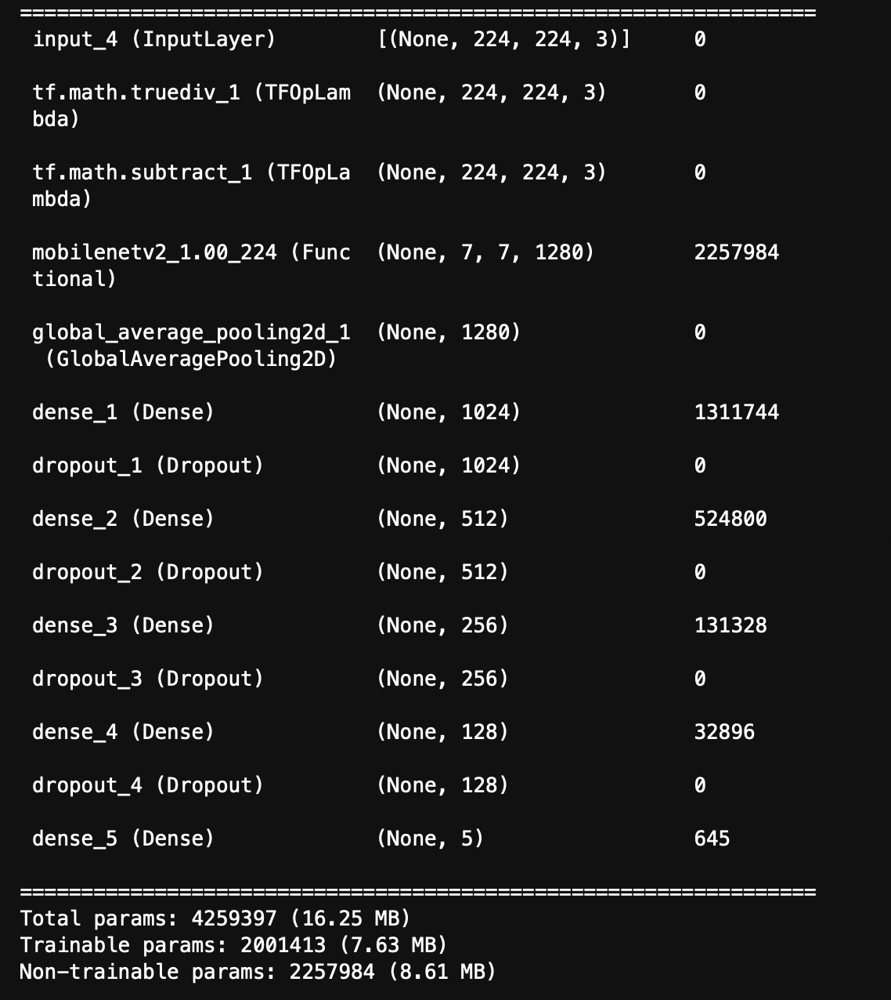 =================================================================
input_4 (InputLayer) [(None, 224, 224, 3)] 0
tf.math.truediv_1 (TFOpLam (None, 224, 224, 3) 0
bda)
tf.math.subtract_1 (TFOpLa (None, 224, 224, 3) 0
mbda)
mobilenetv2_1.00_224 (Func (None, 7, 7, 1280) 2257984
tional)
global_average_pooling2d_1 (None, 1280) 0
(GlobalAveragePooling2D)
dense_1 (Dense) (None, 1024) 1311744
dropout_1 (Dropout) (None, 1024) 0
dense_2 (Dense) (None, 512) 524800
dropout_2 (Dropout) (None, 512) 0
dense_3 (Dense) (None, 256) 131328
dropout_3 (Dropout) (None, 256) 0
dense_4 (Dense) (None, 128) 32896
dropout_4 (Dropout) (None, 128) 0
dense_5 (Dense) (None, 5) 645
=================================================================
Total params: 4259397 (16.25 MB)
Trainable params: 2001413 (7.63 MB)
Non-trainable params: 2257984 (8.61 MB)